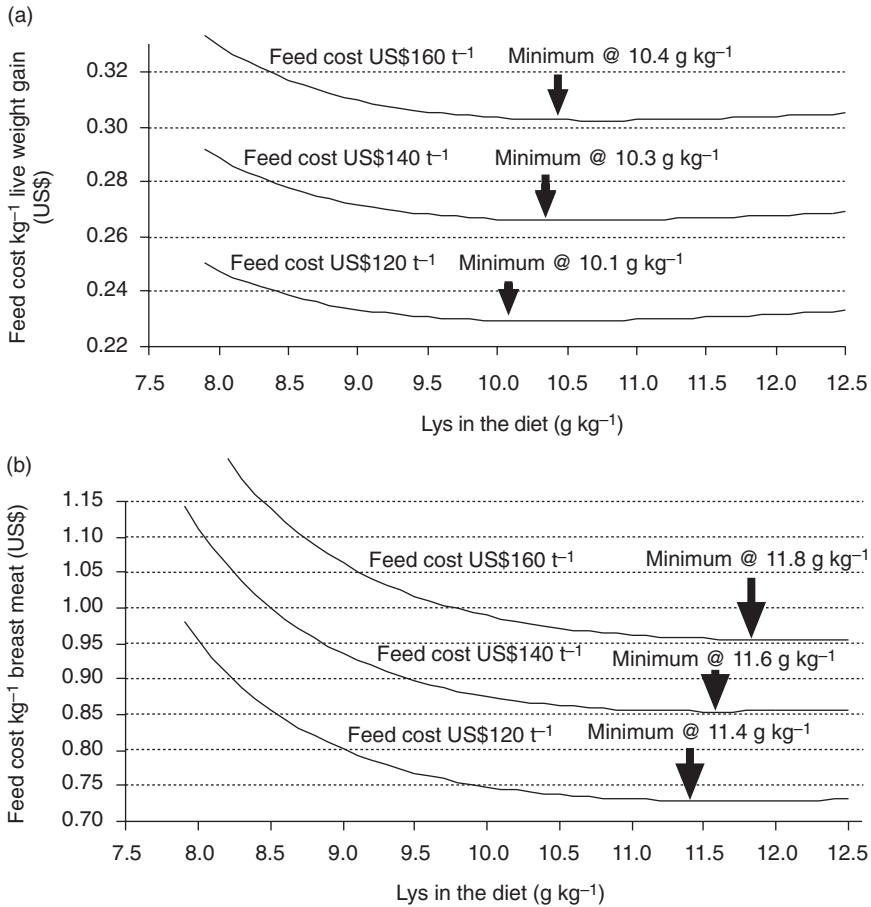 (a)
Feed cost kg⁻¹ live weight gain
(US$)
0.32
0.30
0.28
0.26
0.24
0.22
Feed cost US$160 t⁻¹
Minimum @ 10.4 g kg⁻¹
Feed cost US$140 t⁻¹
Minimum @ 10.3 g kg⁻¹
Feed cost US$120 t⁻¹
Minimum @ 10.1 g kg⁻¹
7.5 8.0 8.5 9.0 9.5 10.0 10.5 11.0 11.5 12.0 12.5
Lys in the diet (g kg⁻¹)
(b)
Feed cost kg⁻¹ breast meat (US$)
1.15
1.10
1.05
1.00
0.95
0.90
0.85
0.80
0.75
0.70
Feed cost US$160 t⁻¹
Minimum @ 11.8 g kg⁻¹
Feed cost US$140 t⁻¹
Minimum @ 11.6 g kg⁻¹
Feed cost US$120 t⁻¹
Minimum @ 11.4 g kg⁻¹
7.5 8.0 8.5 9.0 9.5 10.0 10.5 11.0 11.5 12.0 12.5
Lys in the diet (g kg⁻¹)